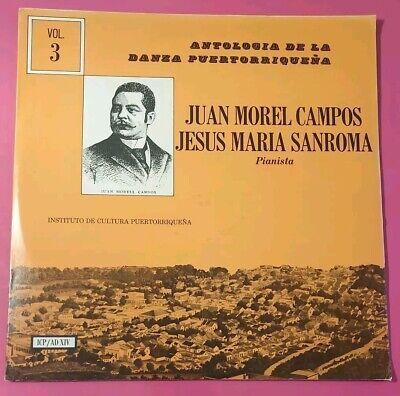 VOL.
3
ANTOLOGIA DE LA
DANZA PUERTORRIQUEÑA
JUAN MOREL CAMPOS
JESUS MARIA SANROMA
Pianista
JUAN MORELL CAMPOS
INSTITUTO DE CULTURA PUERTORRIQUEÑA
ICP/AD-XIV